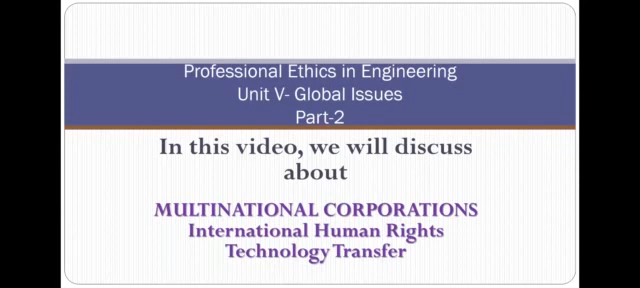 Professional Ethics in Engineering
Unit V- Global Issues
Part-2
In this video, we will discuss
about
MULTINATIONAL CORPORATIONS
International Human Rights
Technology Transfer